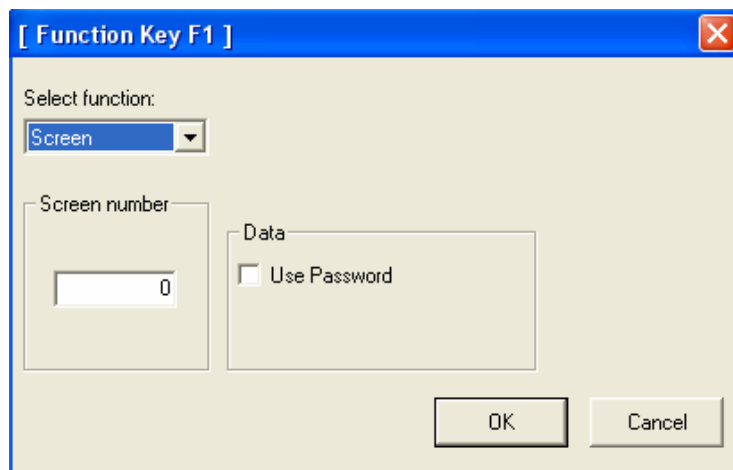 [ Function Key F1 ]
Select function:
Screen
Screen number
0
Data
Use Password
OK
Cancel